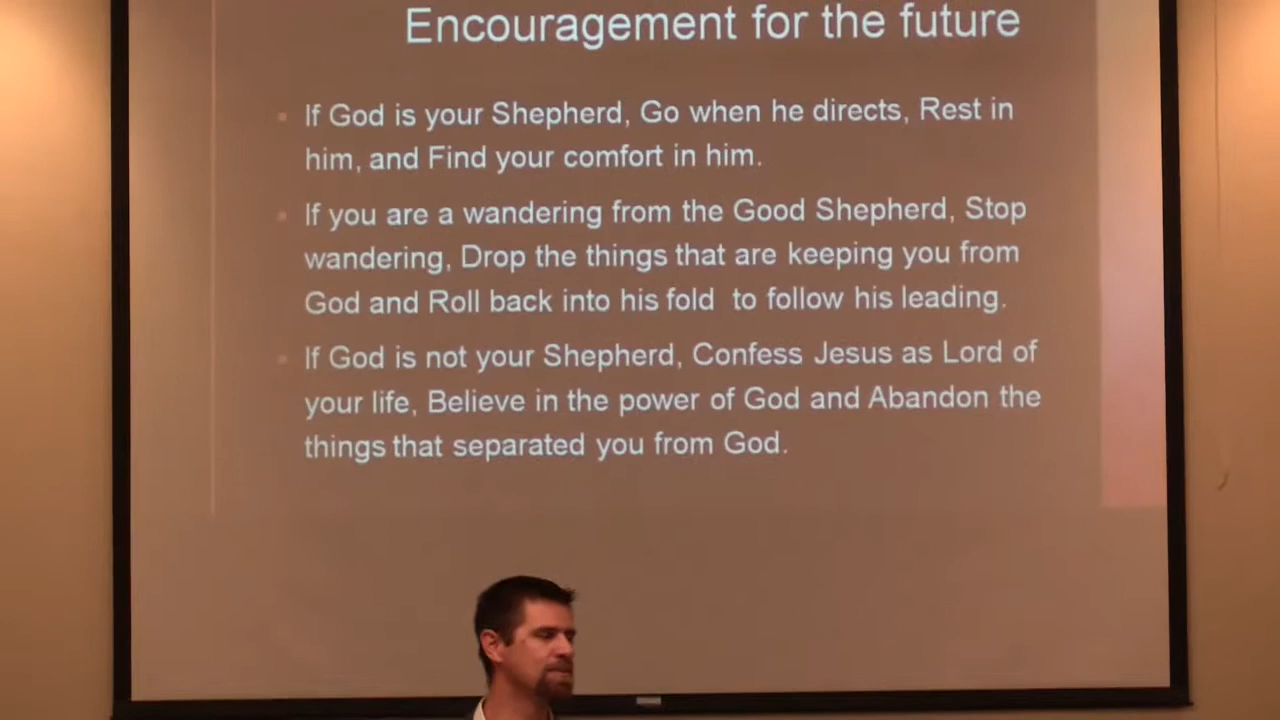 Encouragement for the future
If God is your Shepherd, Go when he directs, Rest in
him, and Find your comfort in him.
If you are a wandering from the Good Shepherd, Stop
wandering, Drop the things that are keeping you from
God and Roll back into his fold to follow his leading.
If God is not your Shepherd, Confess Jesus as Lord of
your life, Believe in the power of God and Abandon the
things that separated you from God.